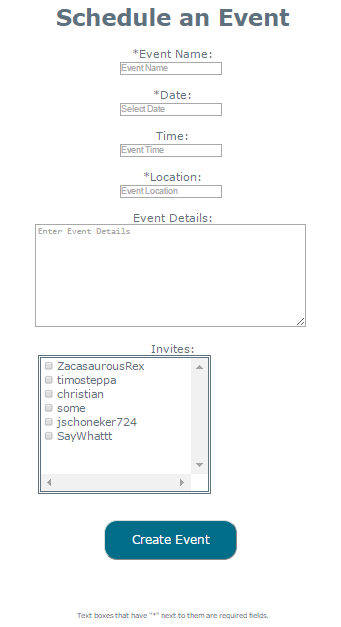 Schedule an Event
*Event Name:
Event Name
*Date:
Select Date
Time:
Event Time
*Location:
Event Location
Event Details:
Enter Event Details
Invites:
ZacasaurousRex
timosteppa
christian
some
jschoneker724
SayWhattt
Create Event
Text boxes that have "*" next to them are required fields.